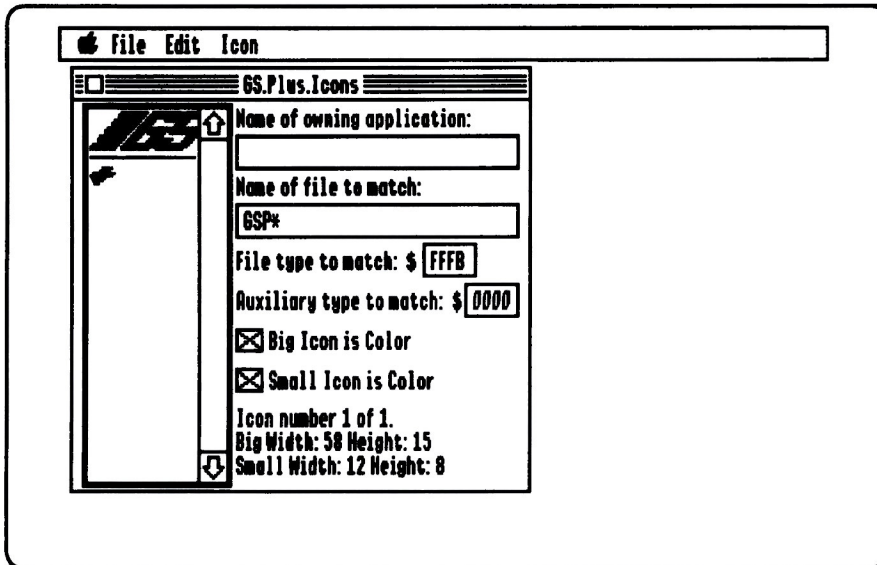 File Edit Icon
GS.Plus.Icons
GS
Name of owning application:
Name of file to match:
GSP*
File type to match: $ FFFB
Auxiliary type to match: $ 0000
Big Icon is Color
Small Icon is Color
Icon number 1 of 1.
Big Width: 58 Height: 15
Small Width: 12 Height: 8